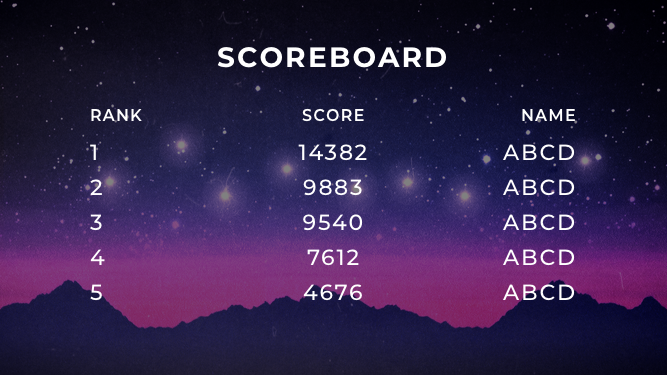 SCOREBOARD
RANK SCORE NAME
1 14382 ABCD
2 9883 ABCD
3 9540 ABCD
4 7612 ABCD
5 4676 ABCD